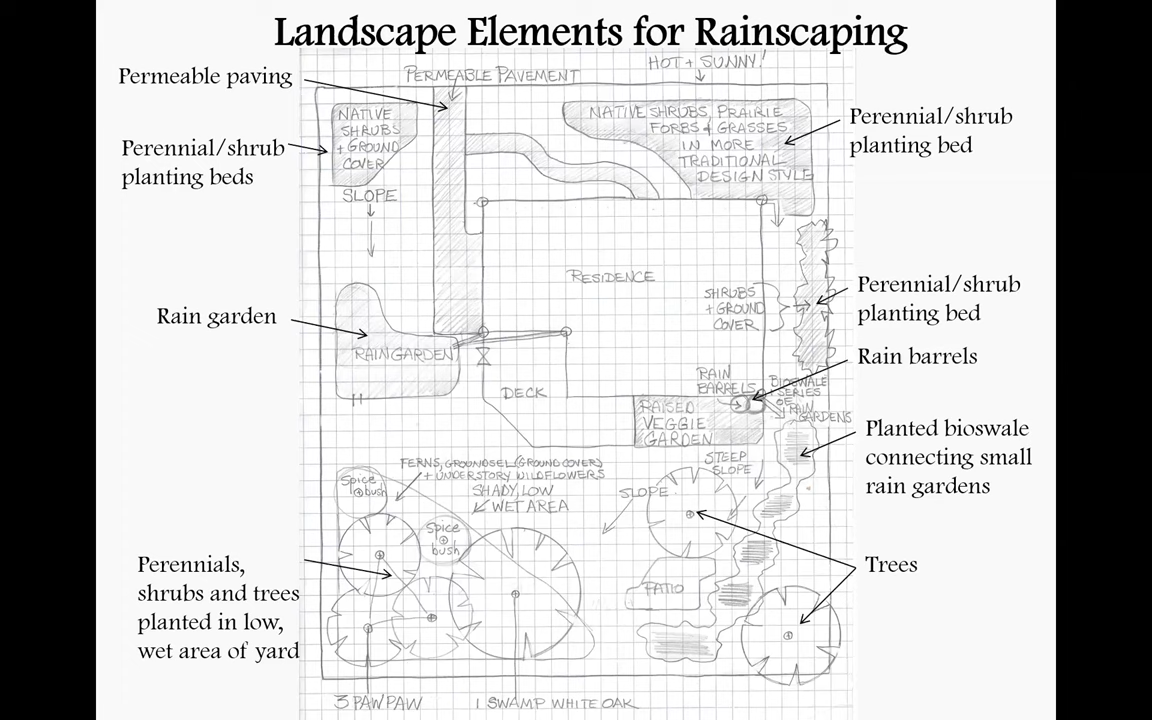 Landscape Elements for Rainscaping
HOT + SUNNY!
Permeable paving
PERMEABLE PAVEMENT
NATIVE
SHRUBS
+ GROUND
COVER
Perennial/shrub
planting beds
SLOPE
NATIVE SHRUBS, PRAIRIE
FORBS & GRASSES
IN MORE
TRADITIONAL
DESIGN STYLE
Perennial/shrub
planting bed
RESIDENCE
SHRUBS
+ GROUND
COVER
Perennial/shrub
planting bed
Rain garden
RAINGARDEN
DECK
RAIN
BARRELS
Rain barrels
RAISED
VEGGIE
GARDEN
BIOSWALE
SERIES
OF
RAIN
GARDENS
Planted bioswale
connecting small
rain gardens
STEEP
SLOPE
FERNS, GROUNDSEL (GROUND COVER)
+ UNDERSTORY WILDFLOWERS
SHADY, LOW
WET AREA
SLOPE
Spice
bush
Spice
bush
Perennials,
shrubs and trees
planted in low,
wet area of yard
PATIO
Trees
3 PAWPAW
1 SWAMP WHITE OAK